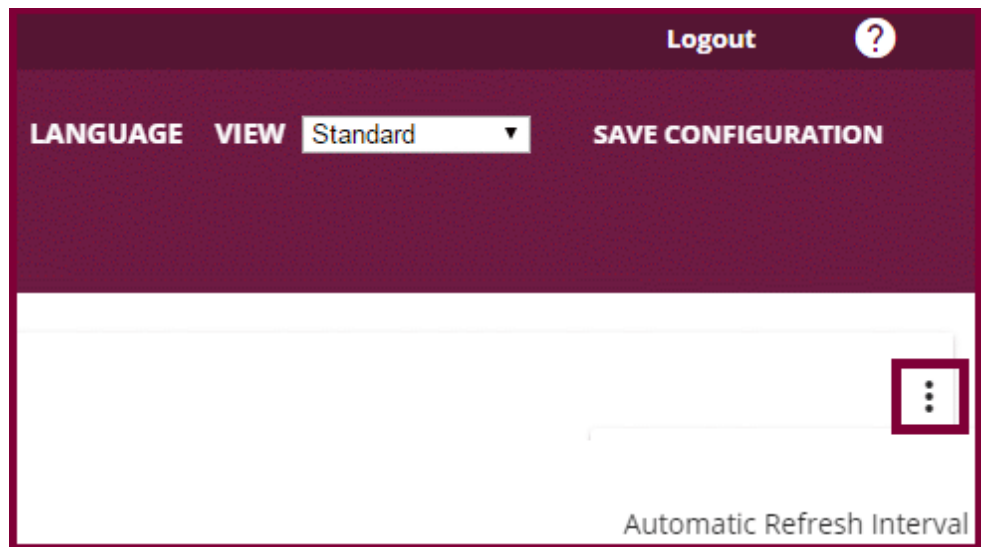 Logout ?
LANGUAGE VIEW Standard SAVE CONFIGURATION
Automatic Refresh Interval